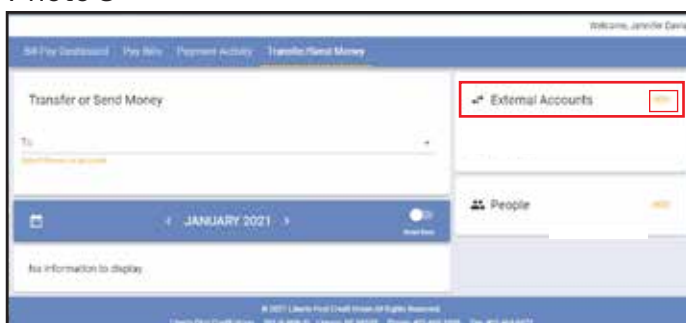 Welcome, Jennifer Davis
Bill Pay Dashboard Pay Bills Payment Activity Transfer/Send Money
Transfer or Send Money
External Accounts
ADD
To
JANUARY 2021
People
ADD
No information to display
© 2021 Liberty First Credit Union All Rights Reserved.